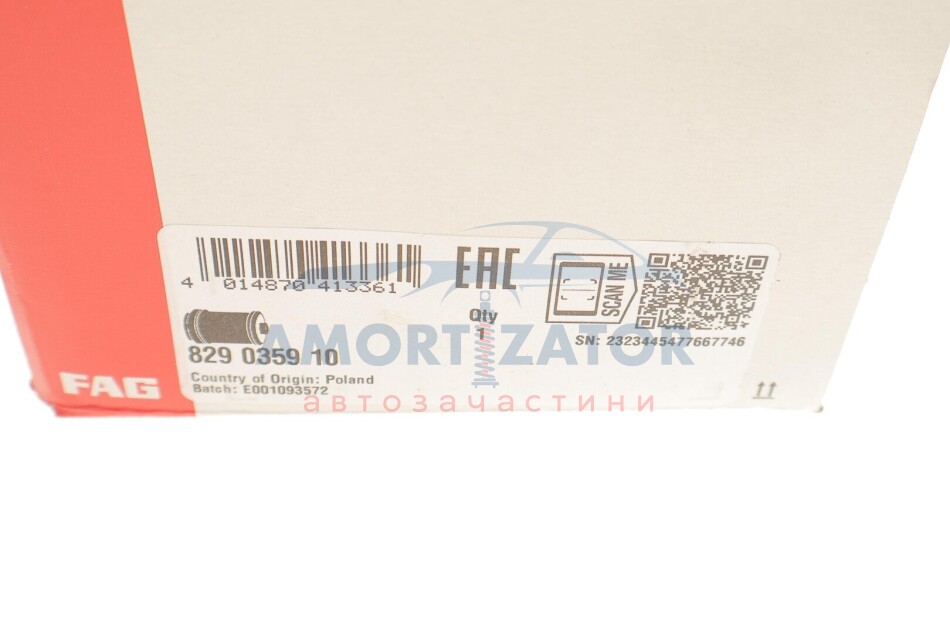 4 014870 413361
EAC
SCAN ME
Qty
1
SN: 2323445477667746
829 0359 10
Country of Origin: Poland
Batch: E001093572
FAG
AMORTIZATOR
автозачастини